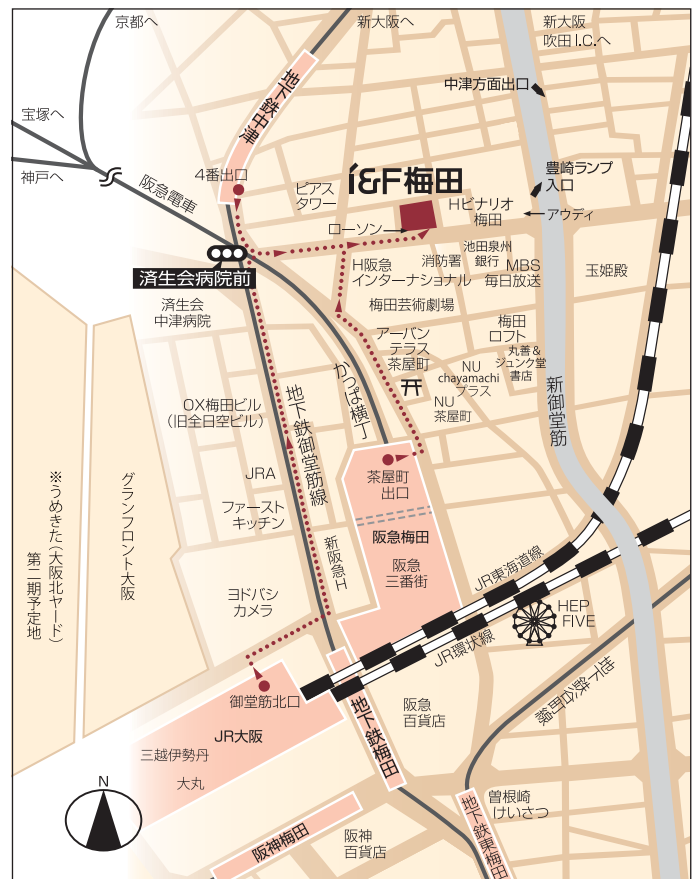 京都へ
新大阪へ
新大阪
吹田I.C.へ
宝塚へ
神戸へ
地下鉄中津
中津方面出口
阪急電車
4番出口
ピアス
タワー
i&F梅田
豊崎ランプ
入口
Hビナリオ
梅田
アウディ
ローソン
済生会病院前
済生会
中津病院
H阪急
インターナショナル
消防署
池田泉州
銀行
MBS
毎日放送
玉姫殿
梅田芸術劇場
アーバン
テラス
茶屋町
梅田
ロフト
丸善&
ジュンク堂
書店
NU
chayamachi
プラス
NU
茶屋町
新御堂筋
かっぱ横丁
地下鉄御堂筋線
OX梅田ビル
(旧全日空ビル)
JRA
ファースト
キッチン
茶屋町
出口
阪急梅田
阪急
三番街
新阪急H
ヨドバシ
カメラ
グランフロント大阪
※うめきた(大阪北ヤード)
第二期予定地
JR東海道線
JR環状線
HEP
FIVE
地下鉄谷町線
御堂筋北口
JR大阪
三越伊勢丹
大丸
地下鉄梅田
阪急
百貨店
N
阪神梅田
阪神
百貨店
曽根崎
けいさつ
地下鉄東梅田